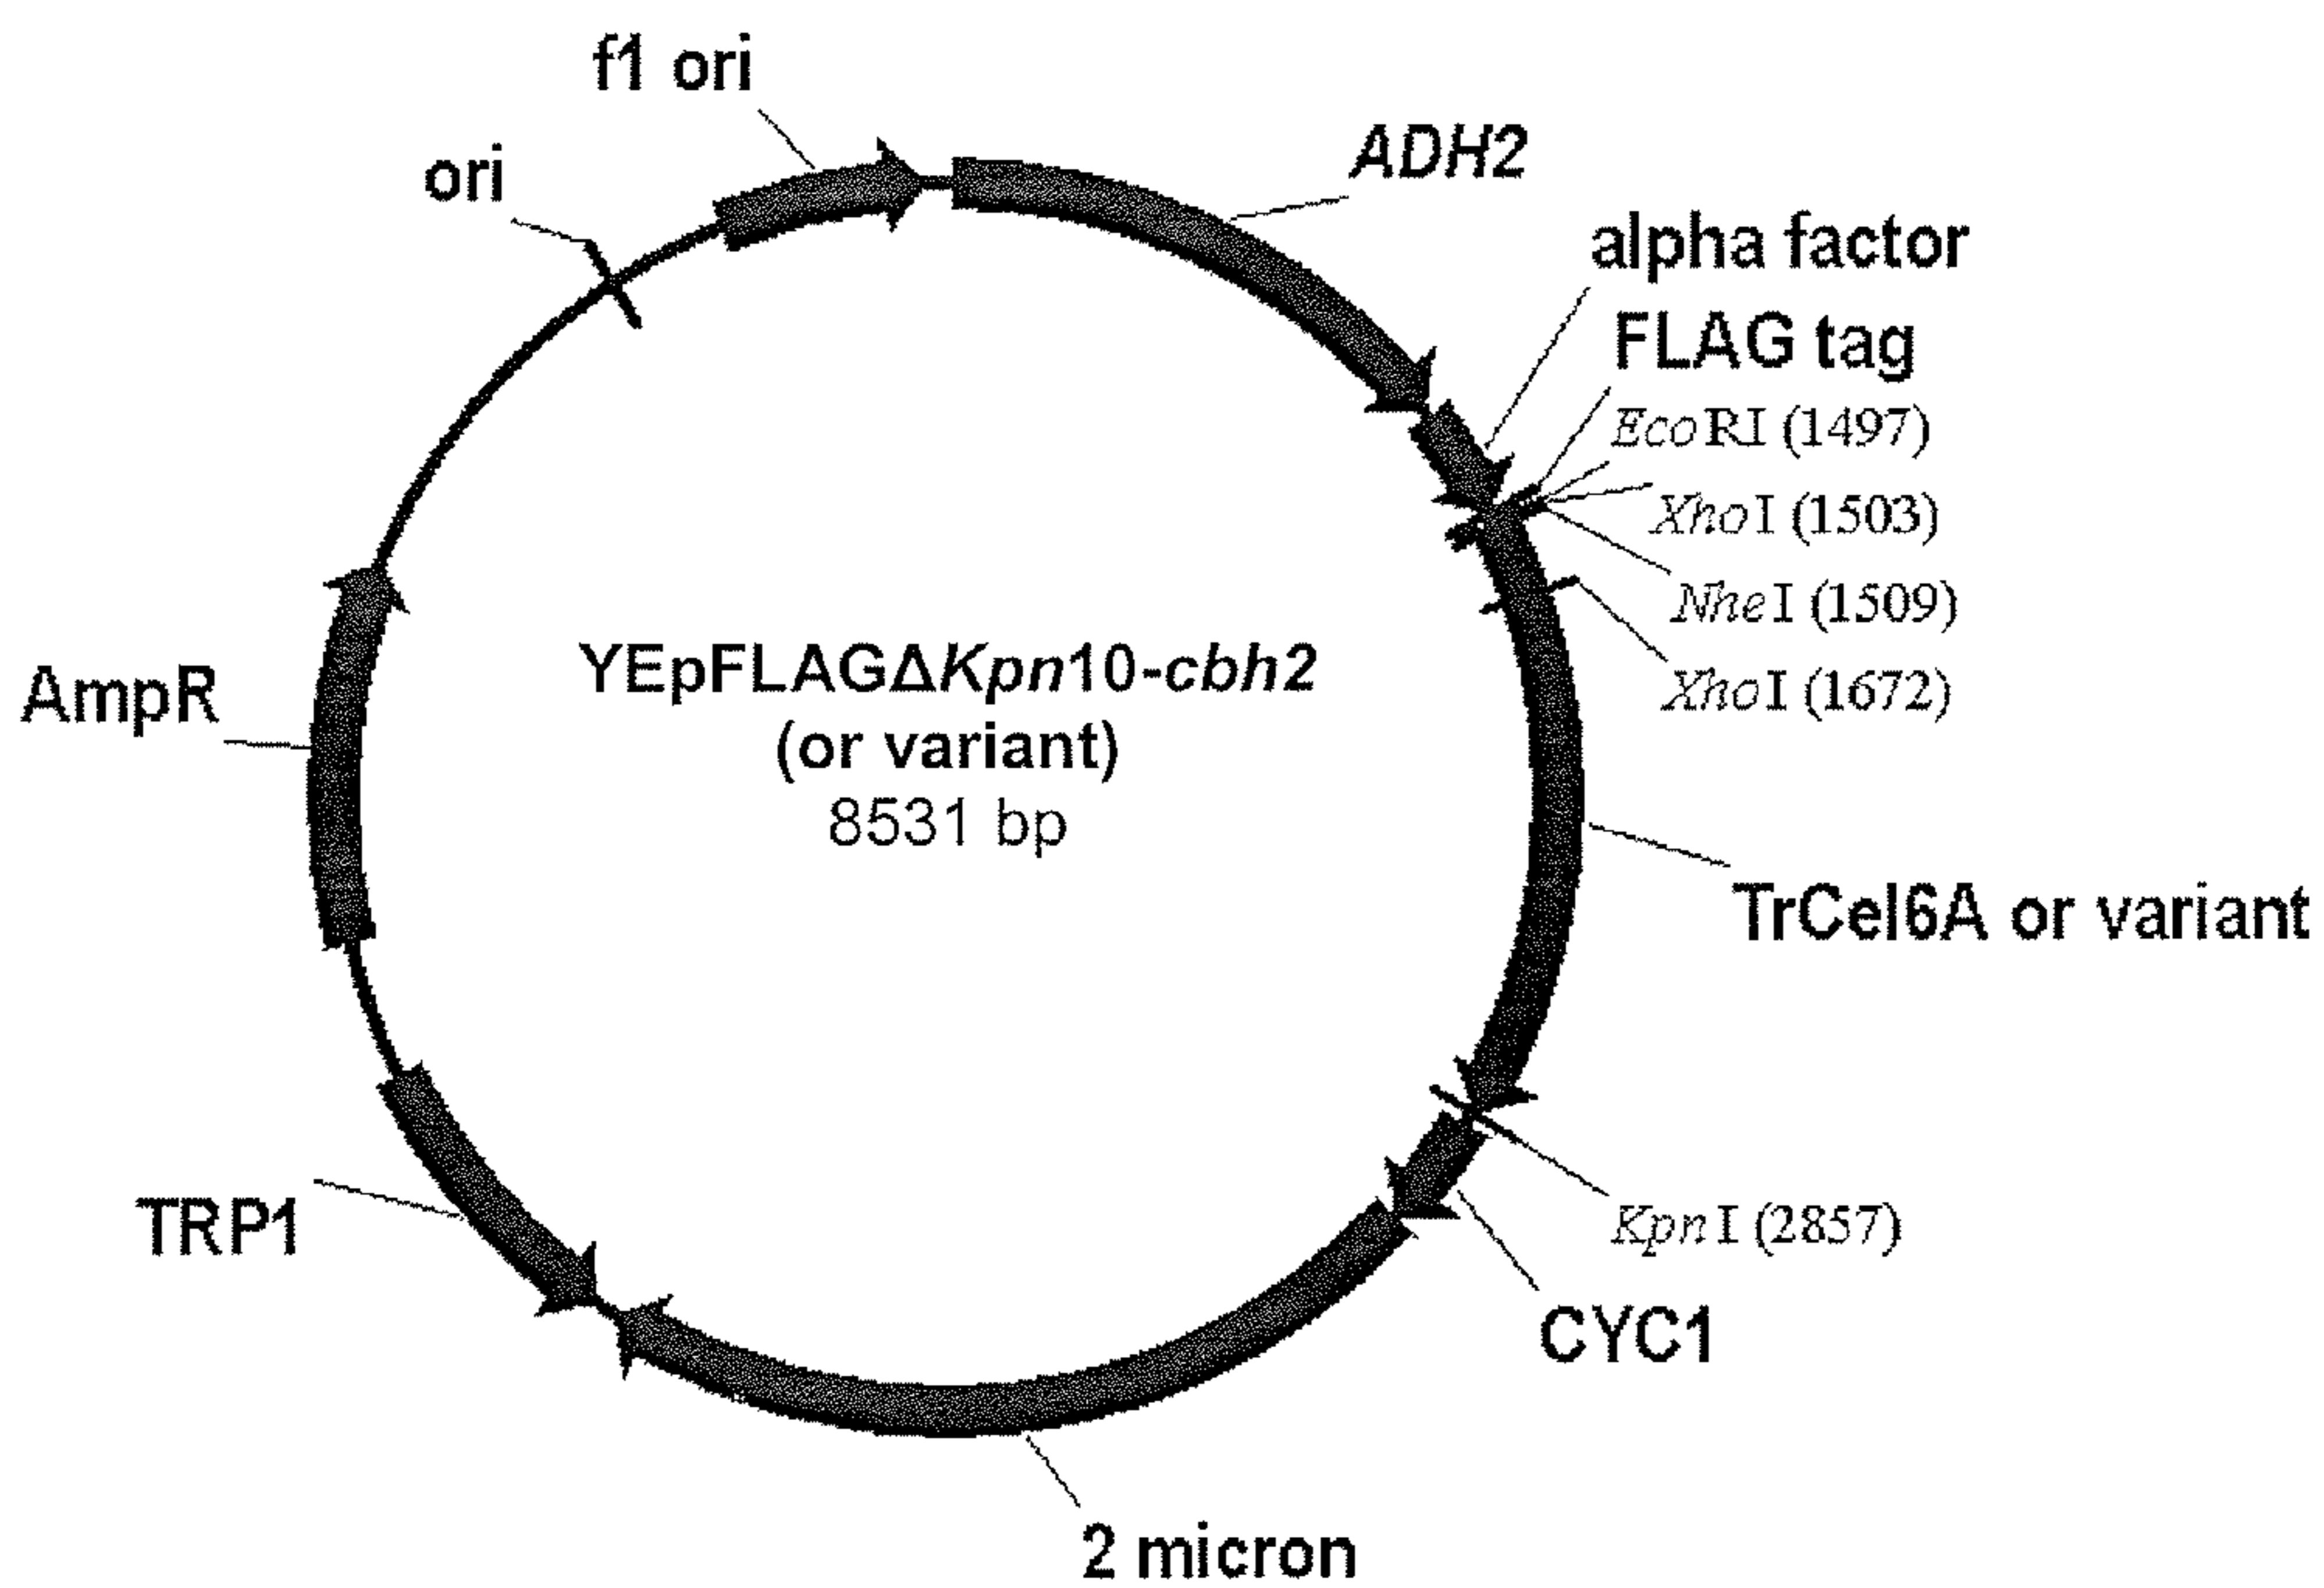 f1 ori
ori
ADH2
alpha factor
FLAG tag
EcoRI (1497)
XhoI (1503)
NheI (1509)
XhoI (1672)
YEpFLAGΔKpn10-cbh2
(or variant)
8531 bp
AmpR
TrCel6A or variant
TRP1
KpnI (2857)
CYC1
2 micron